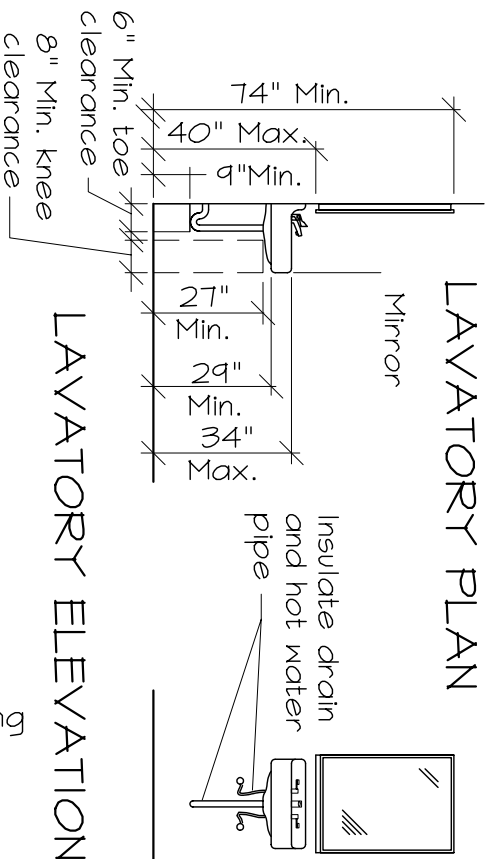 LAVATORY PLAN
74" Min.
40" Max.
9"Min.
6" Min. toe
clearance
8" Min. knee
clearance
27"
Min.
29"
Min.
34"
Max.
Mirror
Insulate drain
and hot water
pipe
LAVATORY ELEVATION